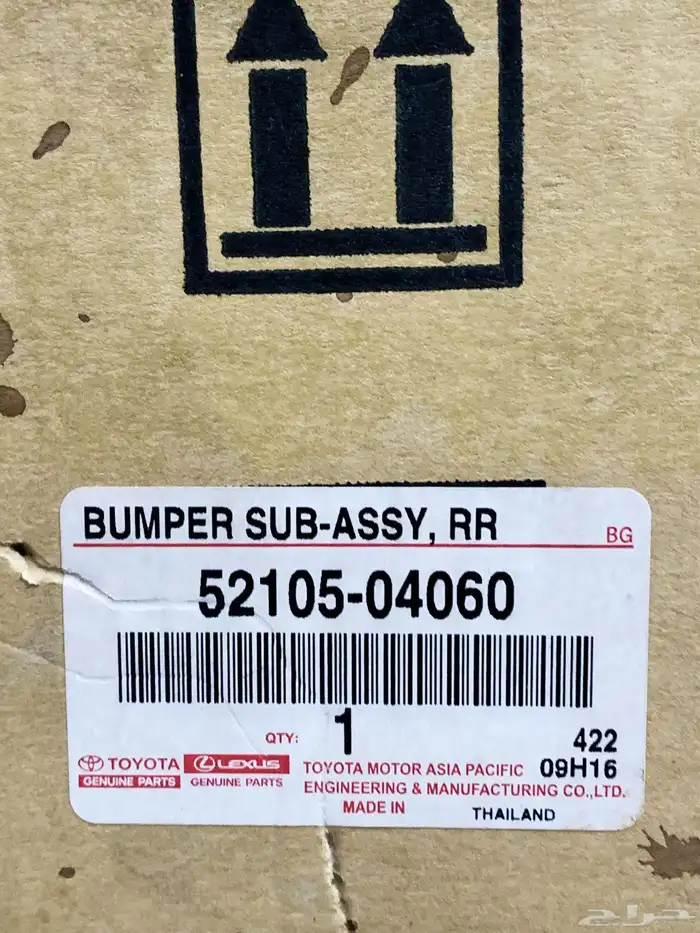 BUMPER SUB-ASSY, RR
BG
52105-04060
QTY: 1
422
TOYOTA
GENUINE PARTS
LEXUS
GENUINE PARTS
TOYOTA MOTOR ASIA PACIFIC
09H16
ENGINEERING & MANUFACTURING CO.,LTD.
MADE IN THAILAND
حراج